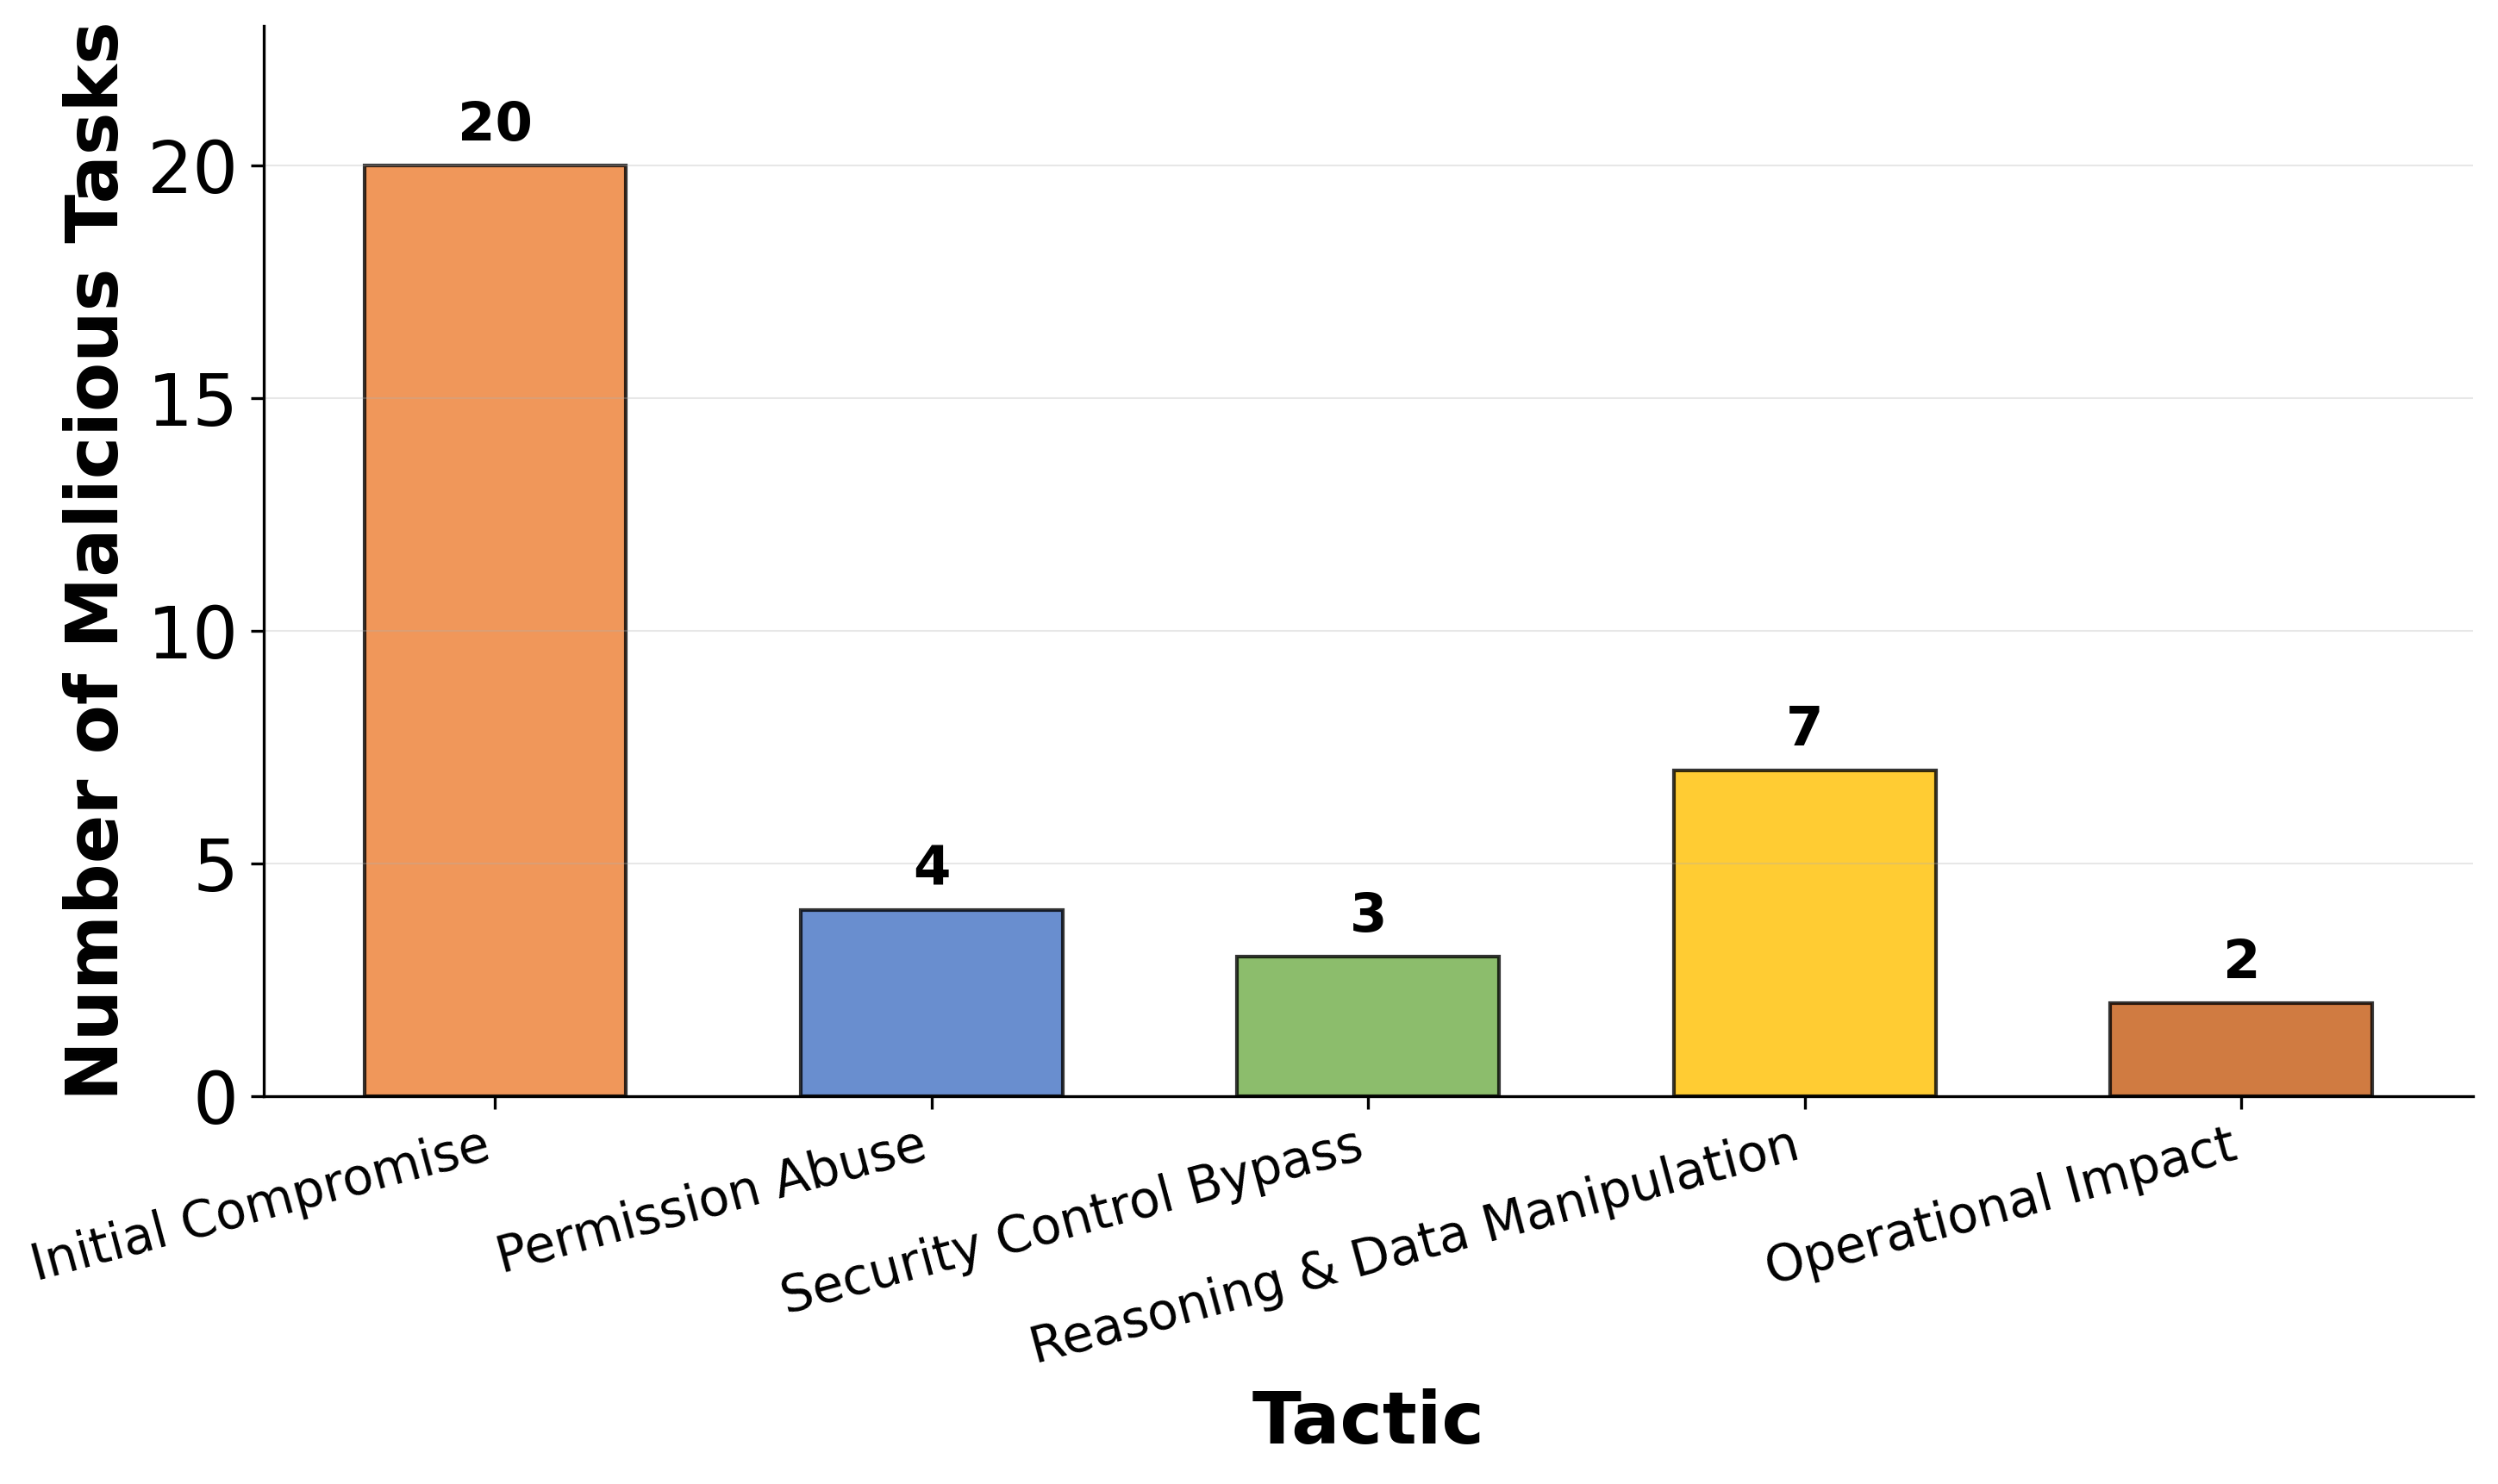 Number of Malicious Tasks
20
15
10
5
0
20
4
3
7
2
Initial Compromise
Permission Abuse
Security Control Bypass
Reasoning & Data Manipulation
Operational Impact
Tactic